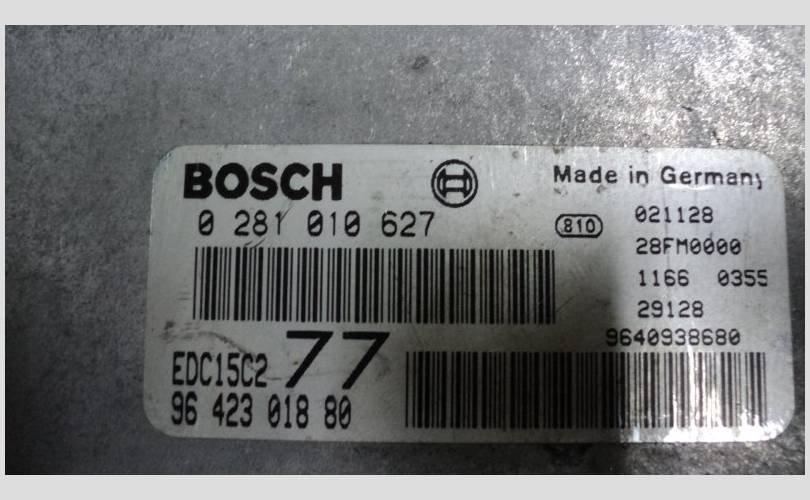 BOSCH
Made in Germany
0 281 010 627
810
021128
28FM0000
1166 0355
29128
9640938680
EDC15C2 77
96 423 018 80